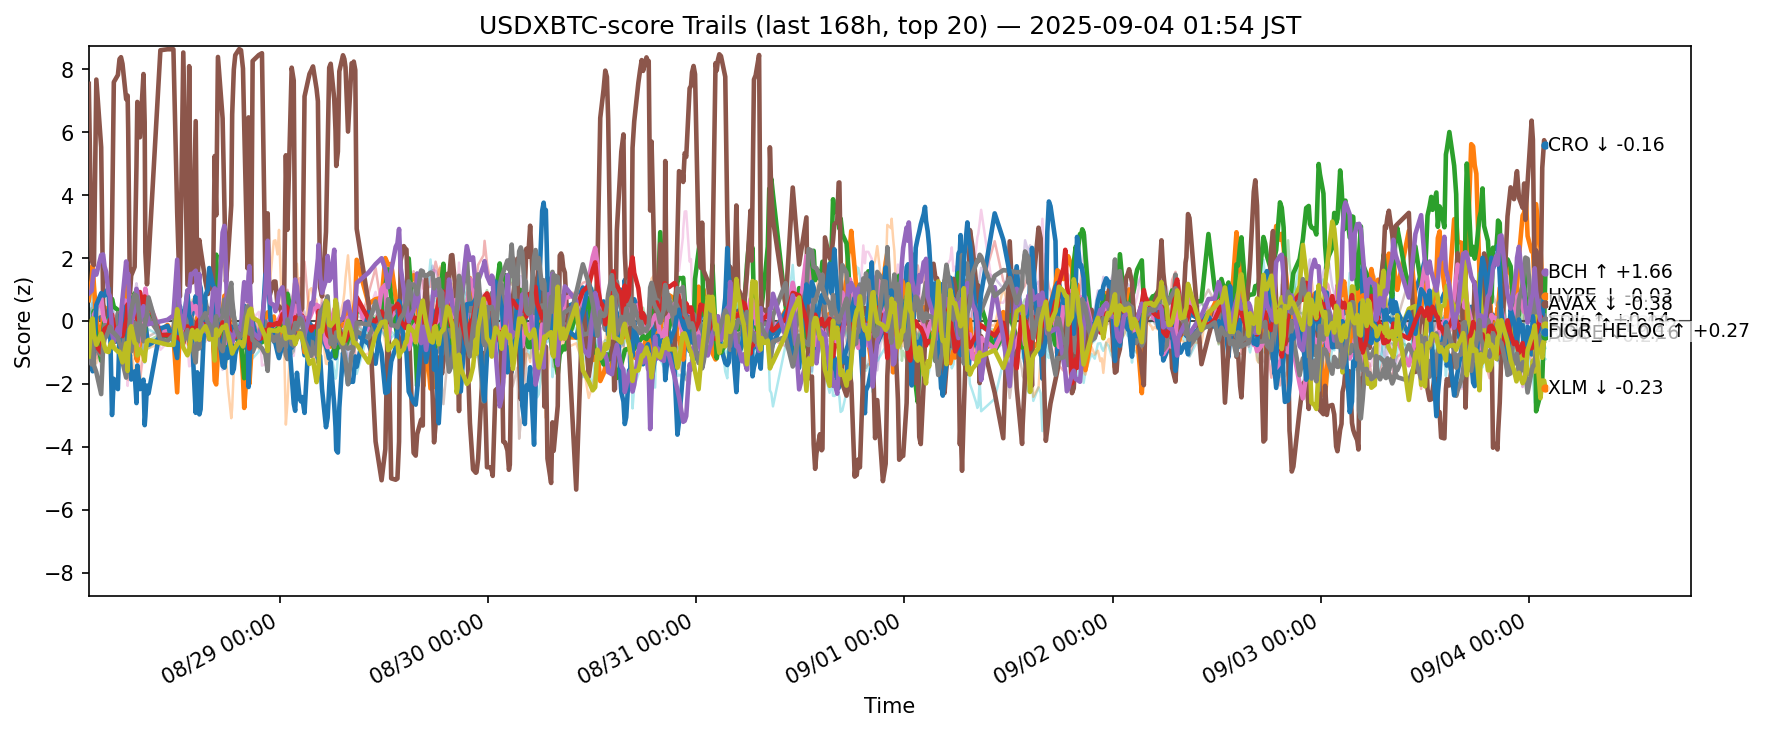 USDXBTC-score Trails (last 168h, top 20) — 2025-09-04 01:54 JST
Score (z)
8
6
4
2
0
−2
−4
−6
−8
CRO ↓ -0.16
BCH ↑ +1.66
HYPE ↓ -0.03
AVAX ↓ -0.38
FIGR_HELOC ↑ +0.27
XLM ↓ -0.23
08/29 00:00
08/30 00:00
08/31 00:00
09/01 00:00
09/02 00:00
09/03 00:00
09/04 00:00
Time